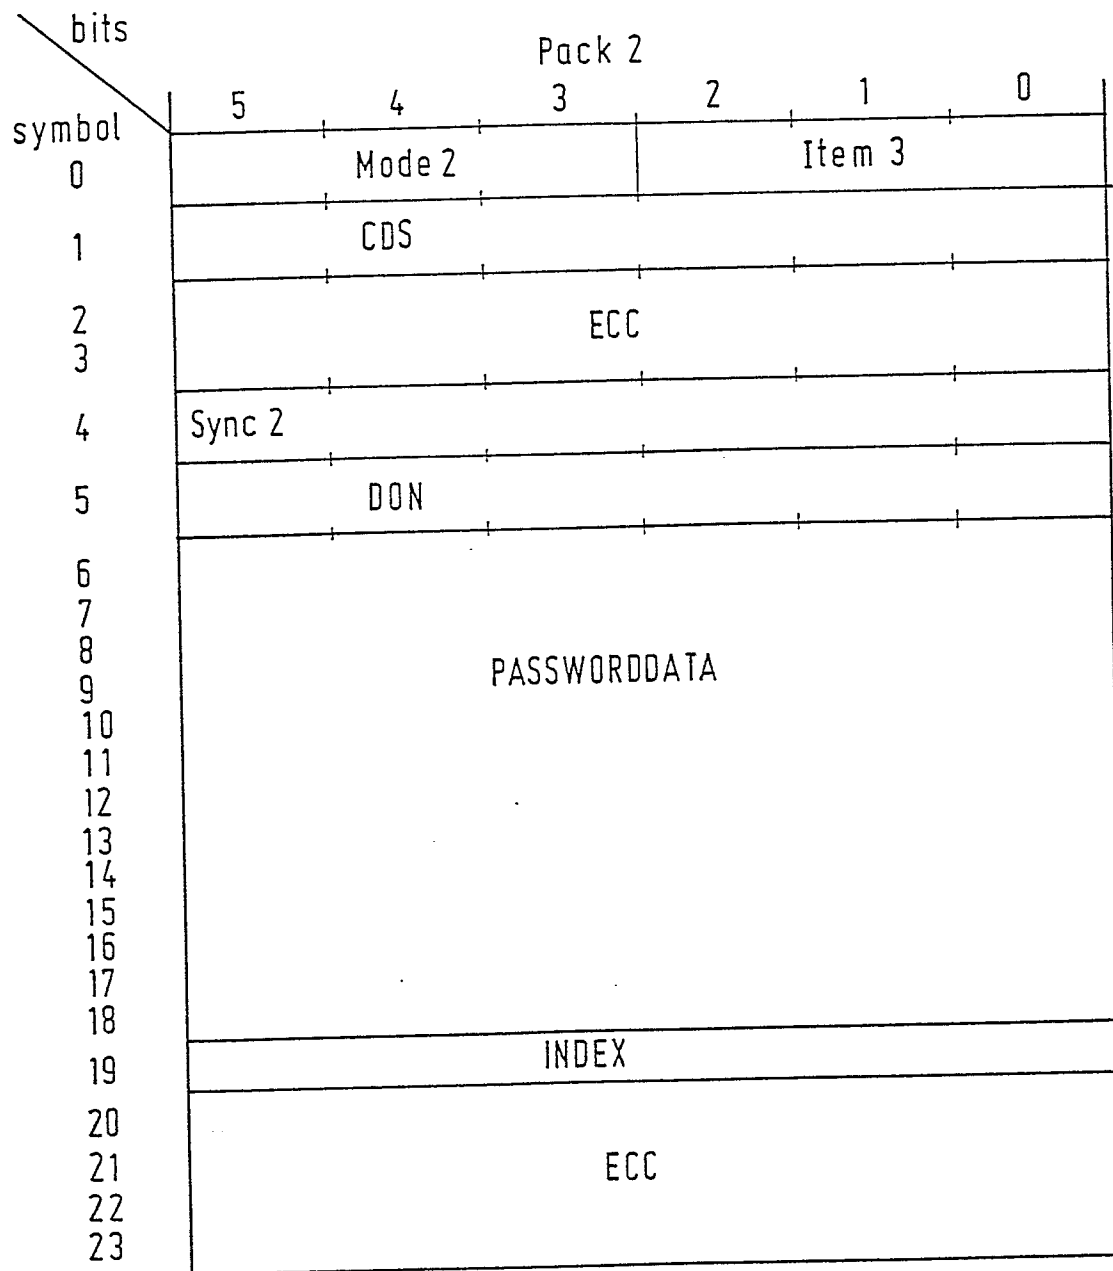 bits
Pack 2
5 4 3 2 1 0
symbol
0 Mode 2 Item 3
1 CDS
2
ECC
3
4 Sync 2
5 DON
6
7
8
PASSWORDDATA
9
10
11
12
13
14
15
16
17
18
INDEX
19
20
21 ECC
22
23